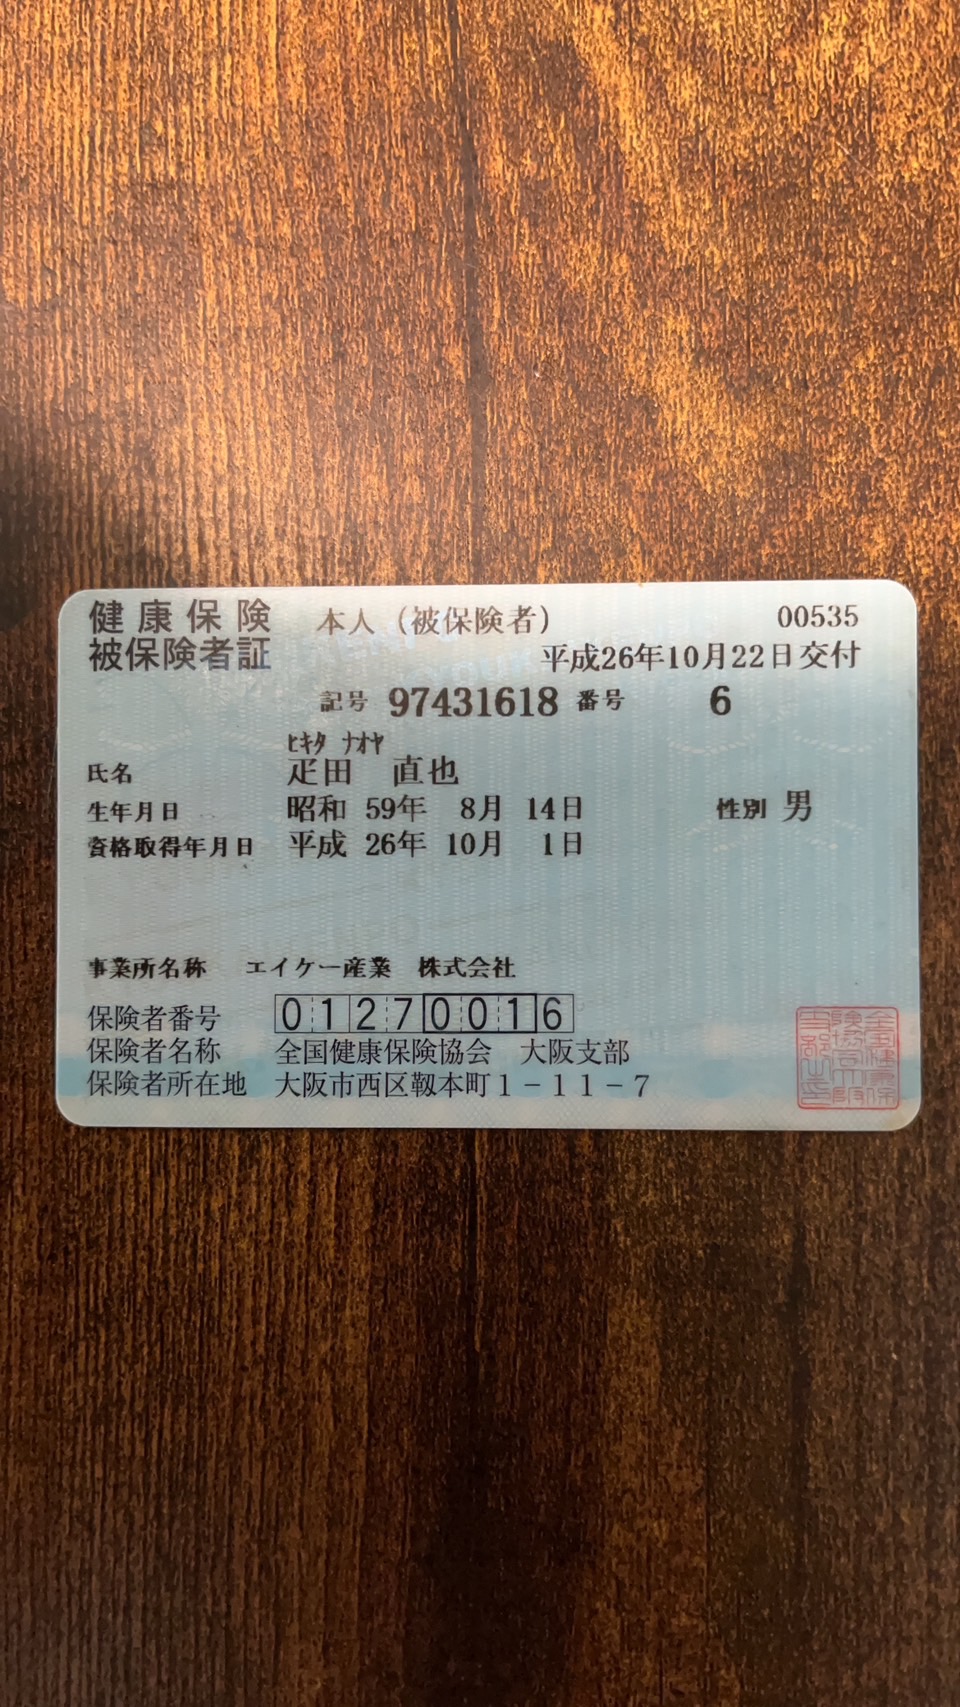 健康保険 本人（被保険者） 00535
被保険者証 平成26年10月22日交付
記号 97431618 番号 6
ﾋｷﾀ ﾅｵﾔ
氏名 疋田 直也
生年月日 昭和 59年 8月 14日 性別 男
資格取得年月日 平成 26年 10月 1日
事業所名称 エイケー産業 株式会社
保険者番号 01270016
保険者名称 全国健康保険協会 大阪支部
保険者所在地 大阪市西区靱本町１－１１－７